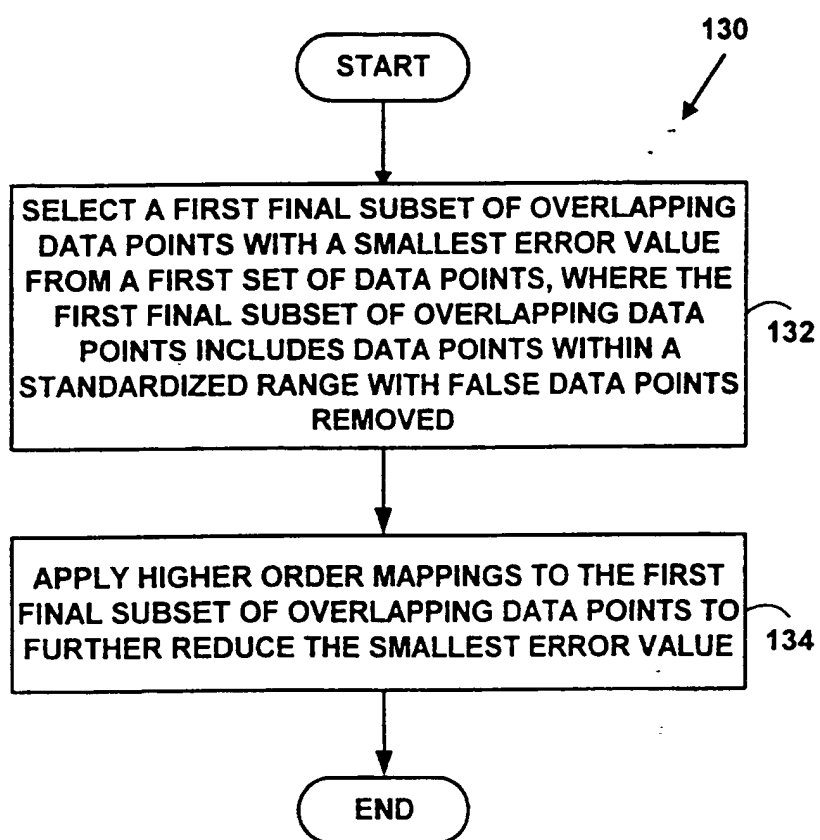 130
START
SELECT A FIRST FINAL SUBSET OF OVERLAPPING
DATA POINTS WITH A SMALLEST ERROR VALUE
FROM A FIRST SET OF DATA POINTS, WHERE THE
FIRST FINAL SUBSET OF OVERLAPPING DATA
POINTS INCLUDES DATA POINTS WITHIN A
STANDARDIZED RANGE WITH FALSE DATA POINTS
REMOVED
132
APPLY HIGHER ORDER MAPPINGS TO THE FIRST
FINAL SUBSET OF OVERLAPPING DATA POINTS TO
FURTHER REDUCE THE SMALLEST ERROR VALUE
134
END